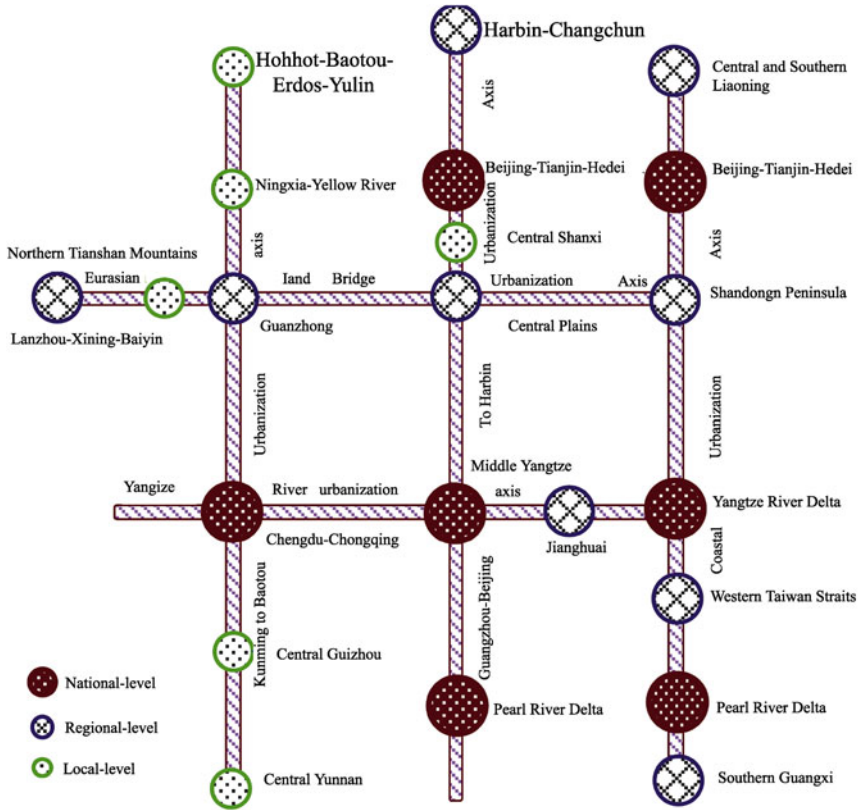 Harbin-Changchun
Hohhot-Baotou-
Erdos-Yulin
Central and Southern
Liaoning
Axis
Beijing-Tianjin-Hedei
Beijing-Tianjin-Hedei
Ningxia-Yellow River
Urbanization
Central Shanxi
axis
Axis
Northern Tianshan Mountains
Eurasian
Iand Bridge
Urbanization
Axis
Shandongn Peninsula
Lanzhou-Xining-Baiyin
Guanzhong
Central Plains
Urbanization
To Harbin
Urbanization
Middle Yangtze
Yangize
River urbanization
axis
Yangtze River Delta
Chengdu-Chongqing
Jianghuai
Coastal
Western Taiwan Straits
Kunming to Baotou
Guangzhou-Beijing
Central Guizhou
National-level
Pearl River Delta
Pearl River Delta
Regional-level
Local-level
Central Yunnan
Southern Guangxi